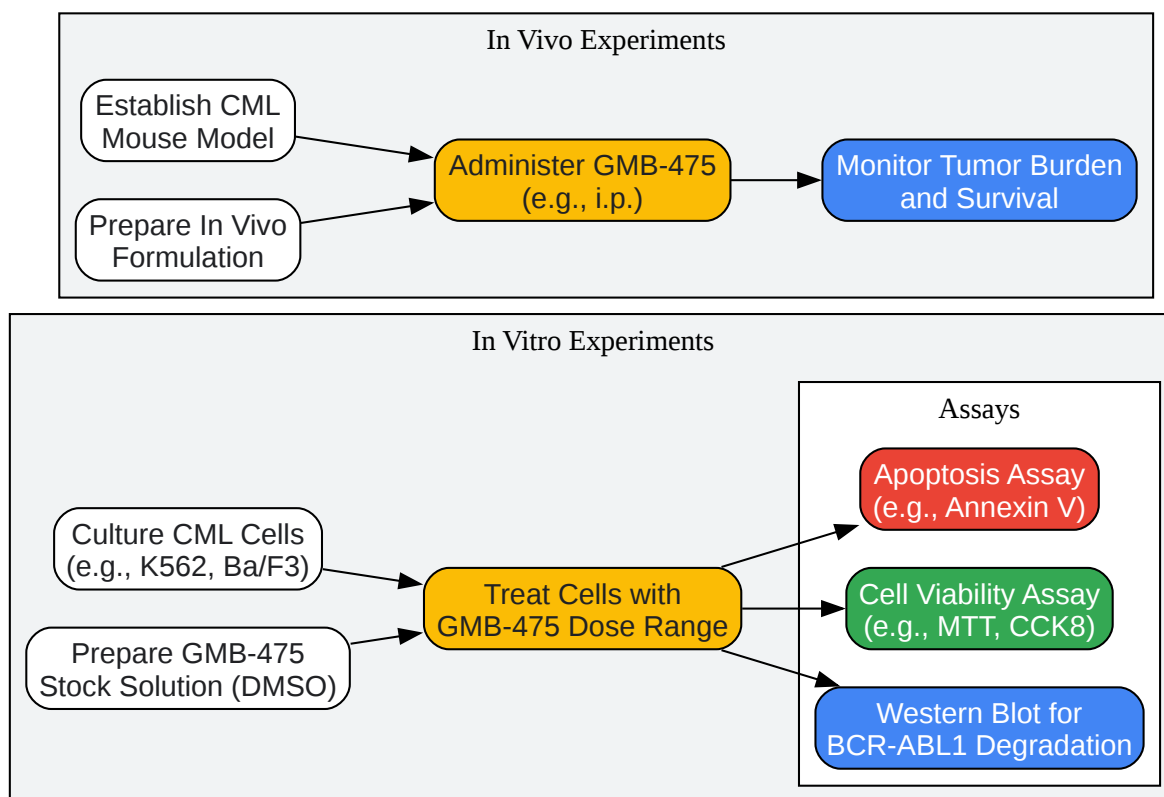 In Vivo Experiments
Establish CML
Mouse Model
Prepare In Vivo
Formulation
Administer GMB-475
(e.g., i.p.)
Monitor Tumor Burden
and Survival
In Vitro Experiments
Culture CML Cells
(e.g., K562, Ba/F3)
Prepare GMB-475
Stock Solution (DMSO)
Treat Cells with
GMB-475 Dose Range
Assays
Apoptosis Assay
(e.g., Annexin V)
Cell Viability Assay
(e.g., MTT, CCK8)
Western Blot for
BCR-ABL1 Degradation